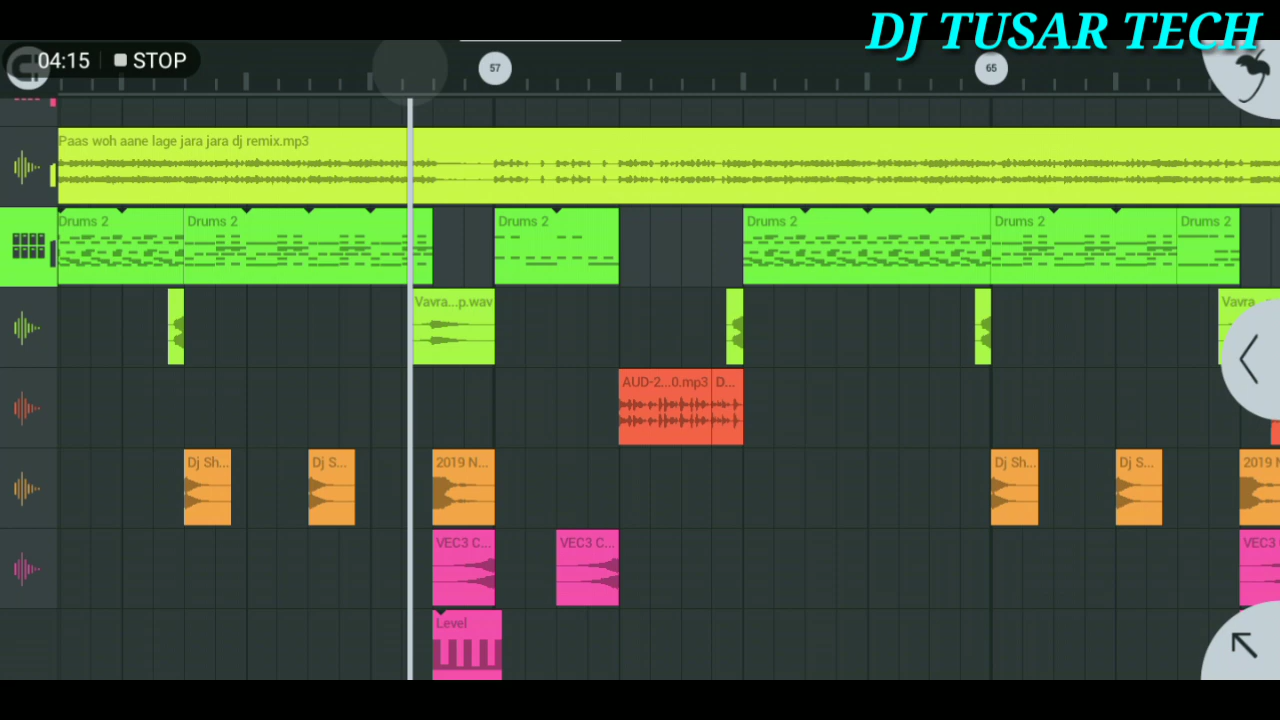 DJ TUSAR TECH
04:15 STOP
57 65
Paas woh aane lage jara jara dj remix.mp3
Drums 2 Drums 2 Drums 2 Drums 2 Drums 2 Drums 2
Vavra...p.wav Vavra...
AUD-2...0.mp3 D...
Dj Sh... Dj S... 2019 N... Dj Sh... Dj S... 2019 N
VEC3 C... VEC3 C... VEC3
Level